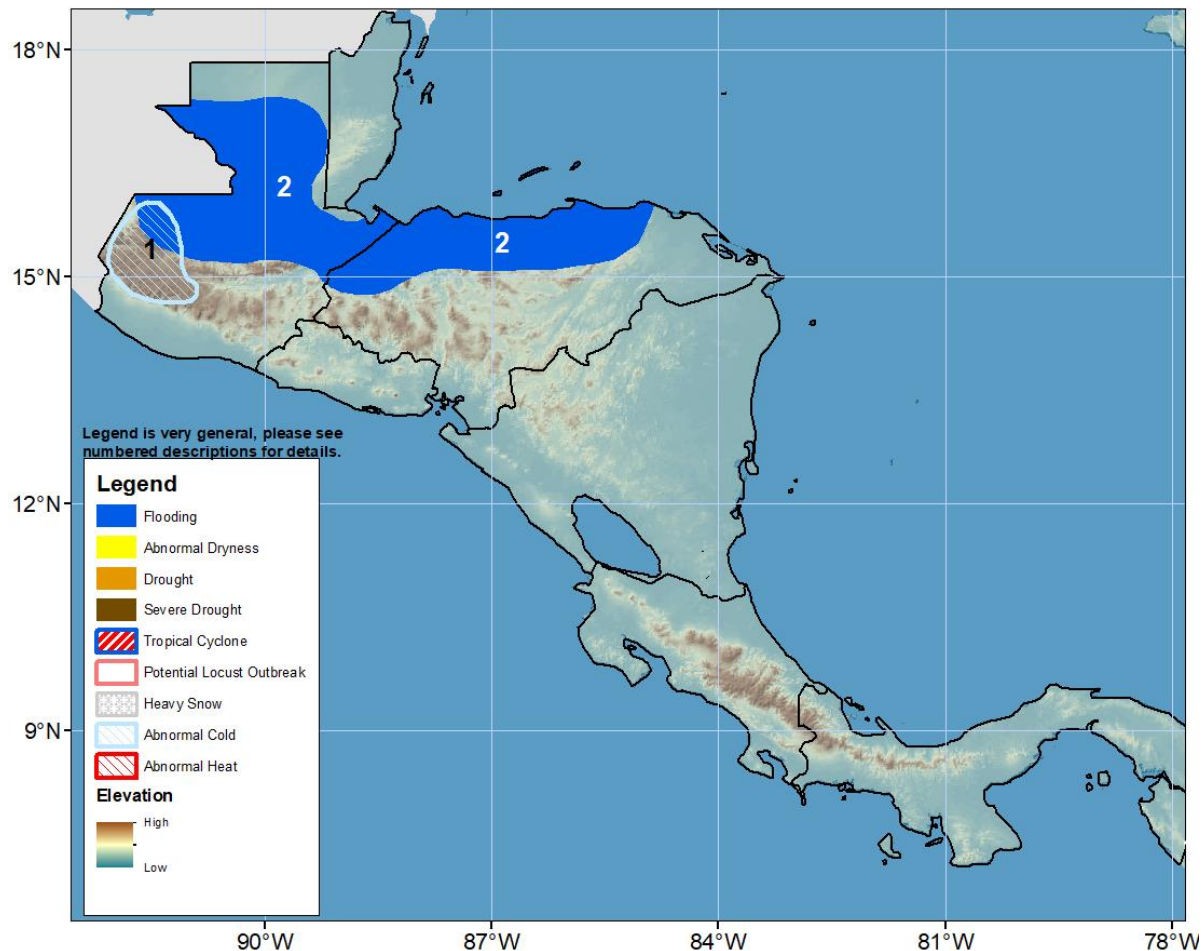 18°N
2
2
1
15°N
Legend is very general, please see
numbered descriptions for details.
12°N
Legend
Flooding
Abnormal Dryness
Drought
Severe Drought
Tropical Cyclone
Potential Locust Outbreak
Heavy Snow
9°N
Abnormal Cold
Abnormal Heat
Elevation
High
Low
90°W 87°W 84°W 81°W 78°W